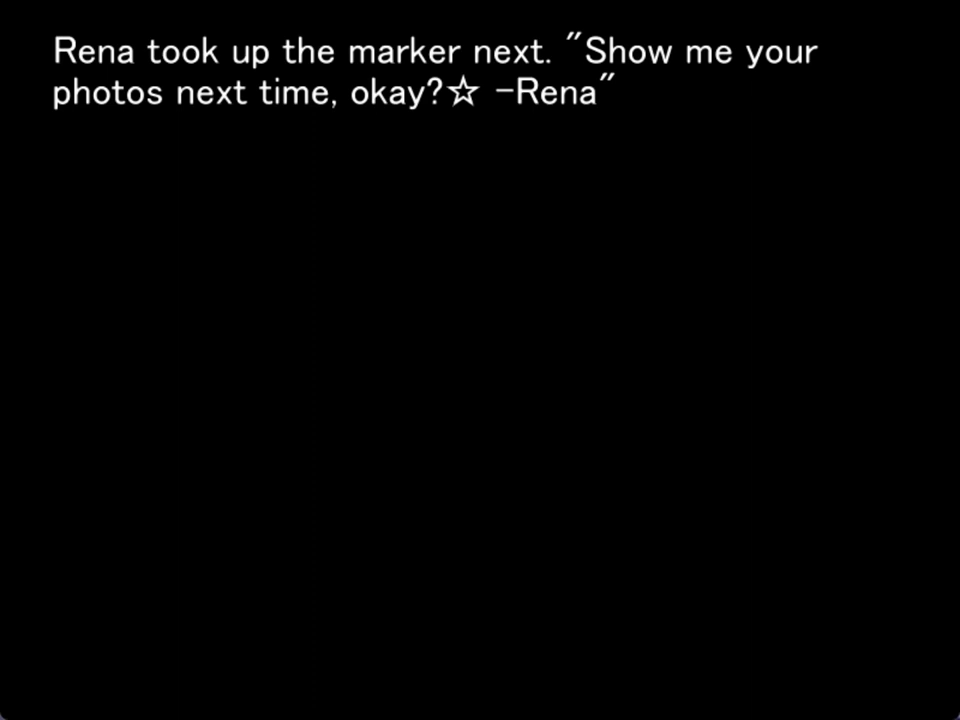 Rena took up the marker next. "Show me your
photos next time, okay?☆ -Rena"